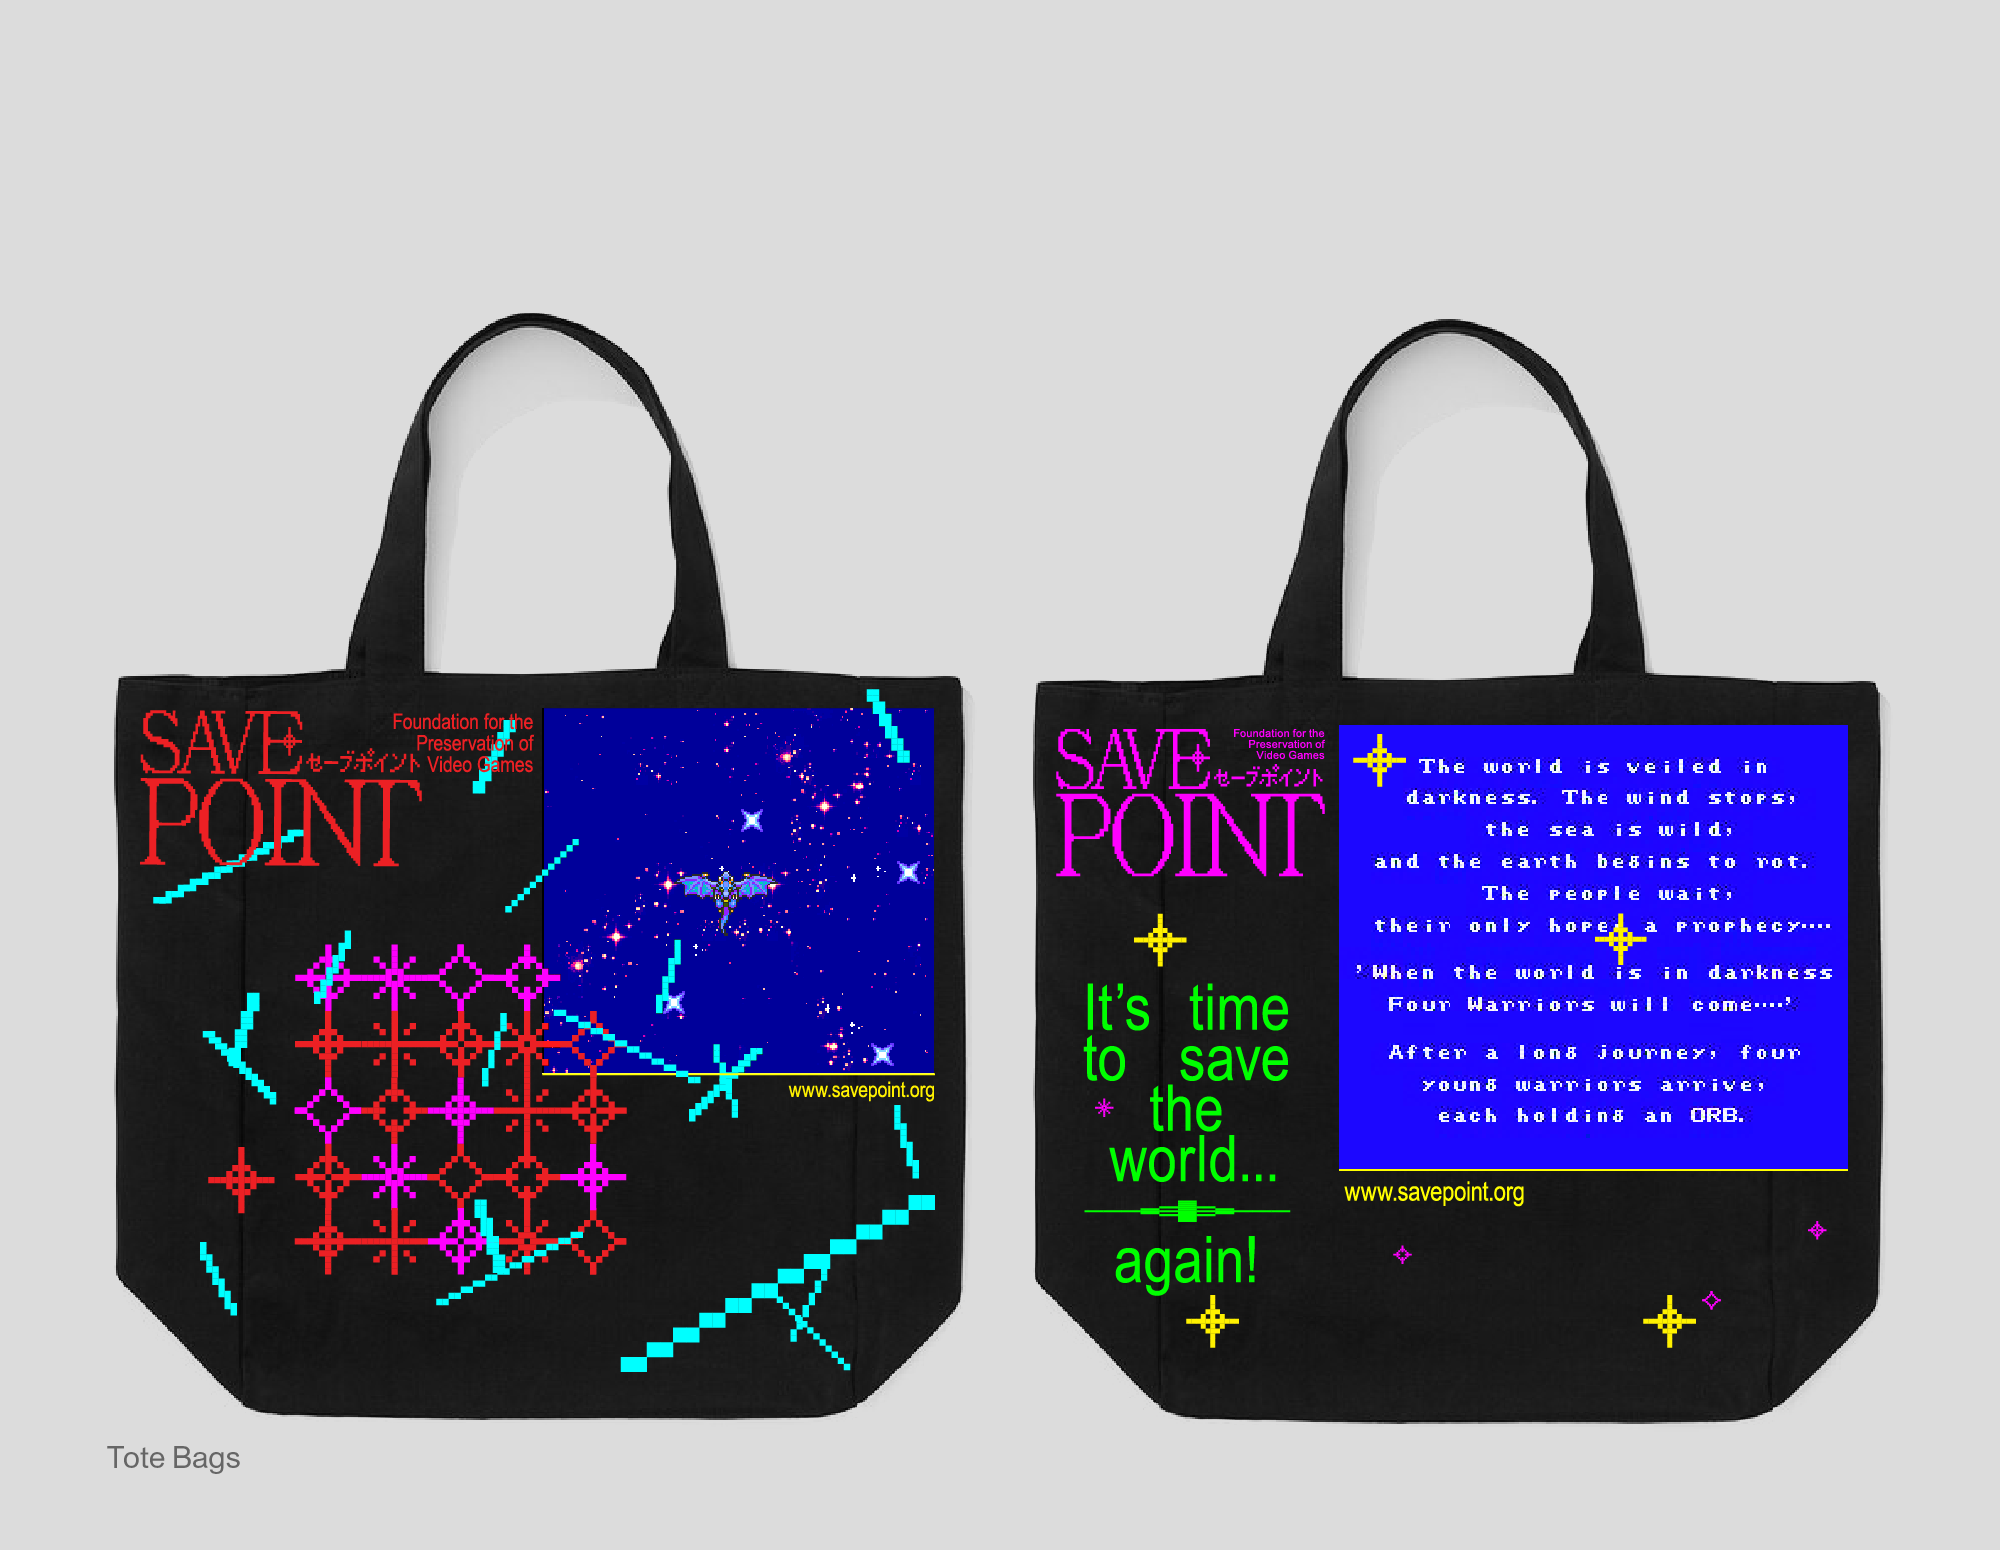 SAVE
セーブポイント
POINT
Foundation for the
Preservation of
Video Games
www.savepoint.org
SAVE
セーブポイント
POINT
Foundation for the
Preservation of
Video Games
It's time
to save
the
world...
again!
The world is veiled in
darkness. The wind stops,
the sea is wild,
and the earth begins to rot.
The people wait,
their only hope, a prophecy....
'When the world is in darkness
Four Warriors will come....'
After a long journey, four
young warriors arrive,
each holding an ORB.
www.savepoint.org
Tote Bags